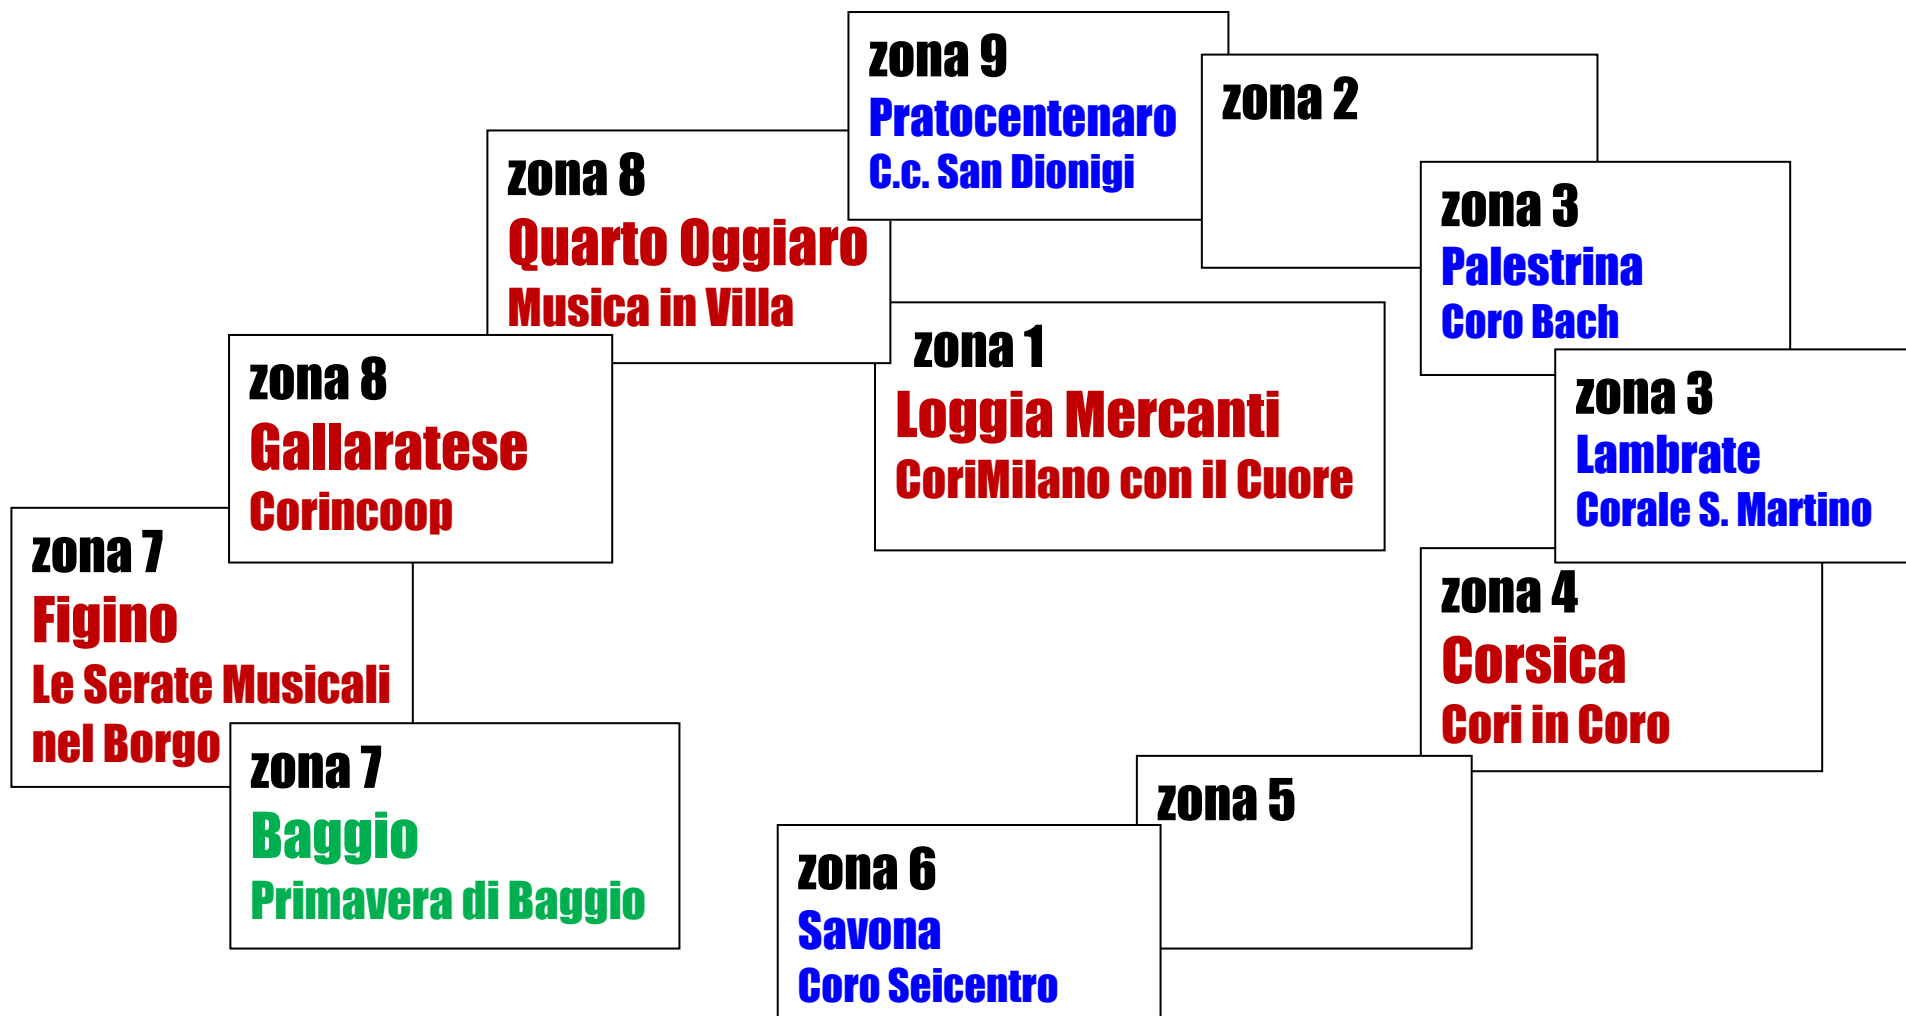 zona 9
Pratocentenaro
C.c. San Dionigi
zona 2
zona 8
Quarto Oggiaro
Musica in Villa
zona 3
Palestrina
Coro Bach
zona 1
Loggia Mercanti
CoriMilano con il Cuore
zona 8
Gallaratese
Corincoop
zona 3
Lambrate
Corale S. Martino
zona 7
Figino
Le Serate Musicali
nel Borgo
zona 4
Corsica
Cori in Coro
zona 7
Baggio
Primavera di Baggio
zona 5
zona 6
Savona
Coro Seicentro